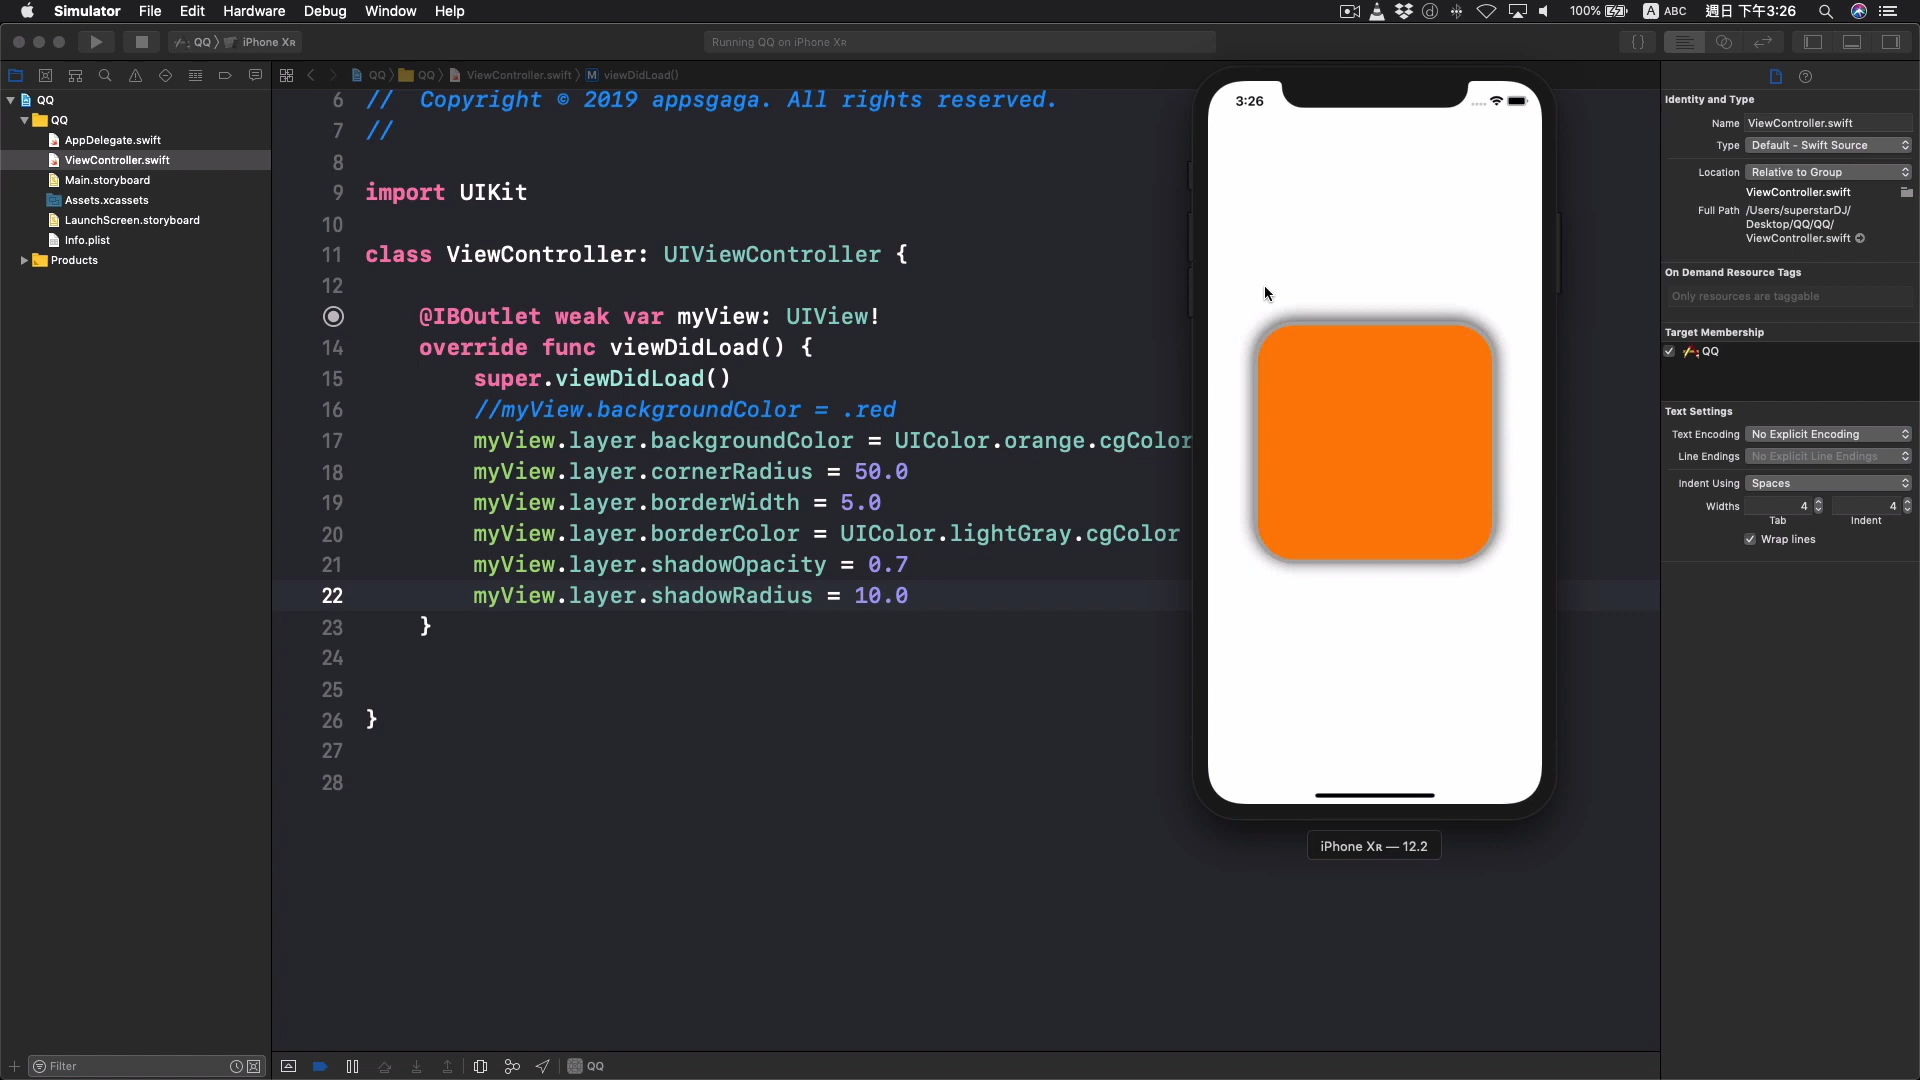 Simulator File Edit Hardware Debug Window Help
100% A ABC 週日 下午3:26
QQ iPhone Xʀ
Running QQ on iPhone Xʀ
{}
QQ QQ ViewController.swift M viewDidLoad()
QQ
QQ
AppDelegate.swift
ViewController.swift
Main.storyboard
Assets.xcassets
LaunchScreen.storyboard
Info.plist
Products
6 // Copyright © 2019 appsgaga. All rights reserved.
7 //
8
9 import UIKit
10
11 class ViewController: UIViewController {
12
@IBOutlet weak var myView: UIView!
14 override func viewDidLoad() {
15 super.viewDidLoad()
16 //myView.backgroundColor = .red
17 myView.layer.backgroundColor = UIColor.orange.cgColor
18 myView.layer.cornerRadius = 50.0
19 myView.layer.borderWidth = 5.0
20 myView.layer.borderColor = UIColor.lightGray.cgColor
21 myView.layer.shadowOpacity = 0.7
22 myView.layer.shadowRadius = 10.0
23 }
24
25
26 }
27
28
3:26
iPhone Xʀ — 12.2
Identity and Type
Name ViewController.swift
Type Default - Swift Source
Location Relative to Group
ViewController.swift
Full Path /Users/superstarDJ/
Desktop/QQ/QQ/
ViewController.swift
On Demand Resource Tags
Only resources are taggable
Target Membership
QQ
Text Settings
Text Encoding No Explicit Encoding
Line Endings No Explicit Line Endings
Indent Using Spaces
Widths 4 4
Tab Indent
Wrap lines
Filter
QQ